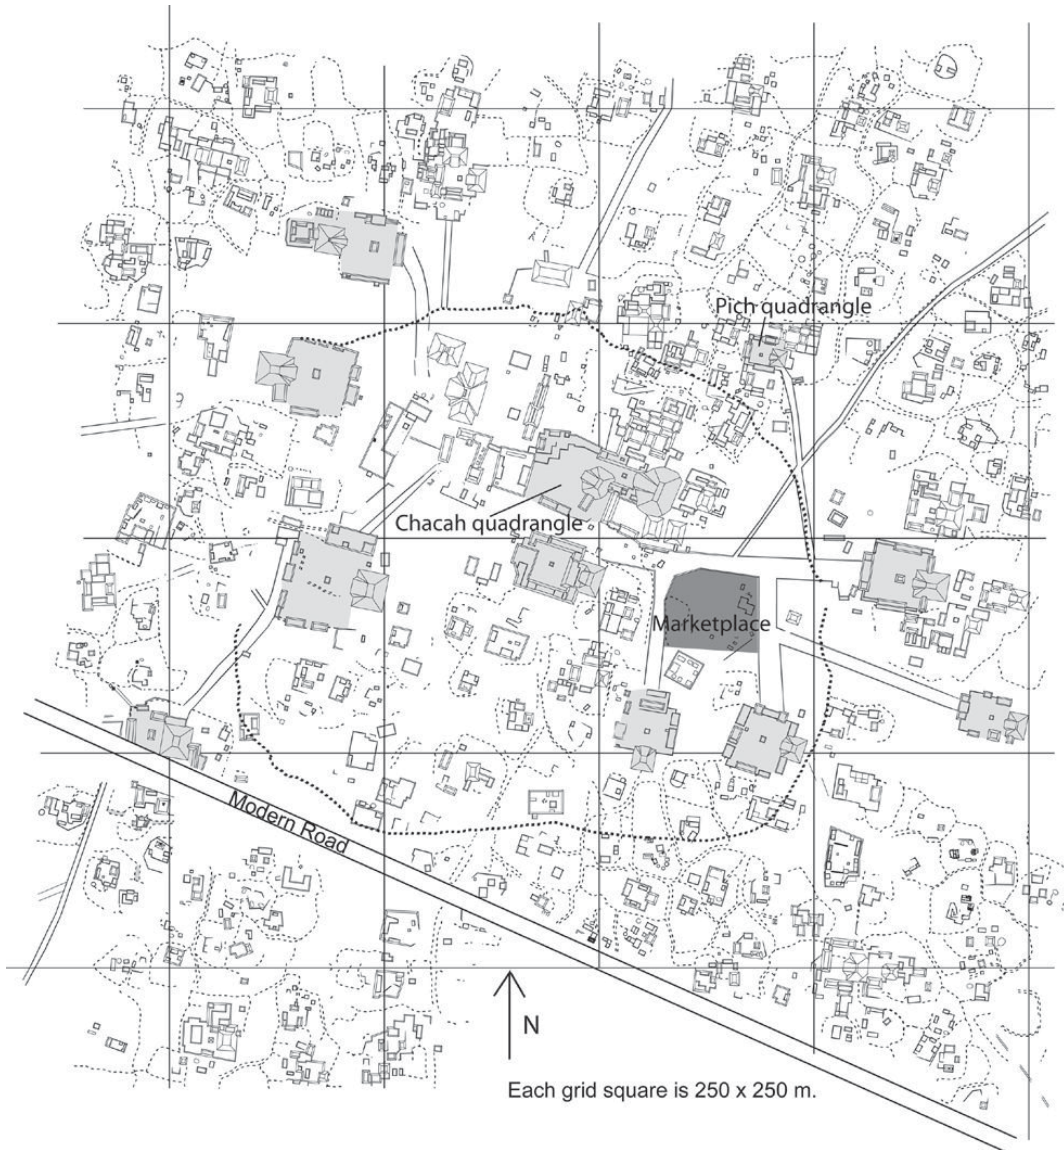 Pich quadrangle
Chacah quadrangle
Marketplace
Modern Road
N
Each grid square is 250 x 250 m.